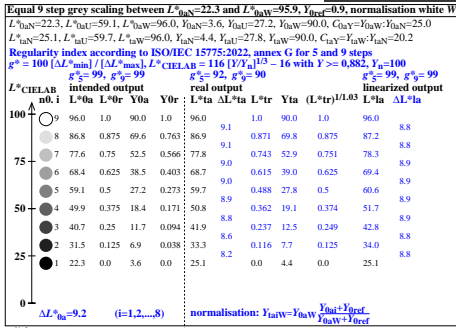 Equal 9 step grey scaling between L*0aN=22.3 and L*0aW=95.9, Y0ref=0.9, normalisation white W
L*0aN=22.3, L*0aU=59.1, L*0aW=96.0, Y0aN=3.6, Y0aU=27.2, Y0aW=90.0, C0aY=Y0aW:Y0aN=25.0
L*taN=25.1, L*taU=59.7, L*taW=96.0, YtaN=4.4, YtaU=27.8, YtaW=90.0, CtaY=YtaW:YtaN=20.2
Regularity index according to ISO/IEC 15775:2022, annex G for 5 and 9 steps
g* = 100 [ΔL*min] / [ΔL*max], L*CIELAB = 116 [Y/Yn]1/3 − 16 with Y >= 0,882, Yn=100
g*5= 99, g*9= 99 g*5= 92, g*9= 90 g*5= 99, g*9= 99
L*CIELAB intended output real output linearized output
n0. i L*0a L*0r Y0a Y0r L*ta ΔL*ta L*tr Yta (L*tr)1/1.03 L*la ΔL*la
100
9 96.0 1.0 90.0 1.0 96.0 1.0 90.0 1.0 96.0
9.1 8.8
8 86.8 0.875 69.6 0.763 86.9 0.871 69.8 0.875 87.2
9.1 8.8
75
7 77.6 0.75 52.5 0.566 77.8 0.743 52.9 0.751 78.3
9.0 8.9
6 68.4 0.625 38.5 0.403 68.7 0.615 39.0 0.625 69.4
9.0 8.9
5 59.1 0.5 27.2 0.273 59.7 0.488 27.8 0.5 60.6
8.9 8.9
50
4 49.9 0.375 18.4 0.171 50.8 0.362 19.1 0.374 51.7
8.8 8.9
3 40.7 0.25 11.7 0.094 41.9 0.237 12.5 0.249 42.8
8.6 8.8
2 31.5 0.125 6.9 0.038 33.3 0.116 7.7 0.125 34.0
8.2 8.8
25
1 22.3 0.0 3.6 0.0 25.1 0.0 4.4 0.0 25.1
0
ΔL*0a=9.2 (i=1,2,...,8) normalisation: YtaiW=Y0aW (Y0ai+Y0ref)/(Y0aW+Y0ref)